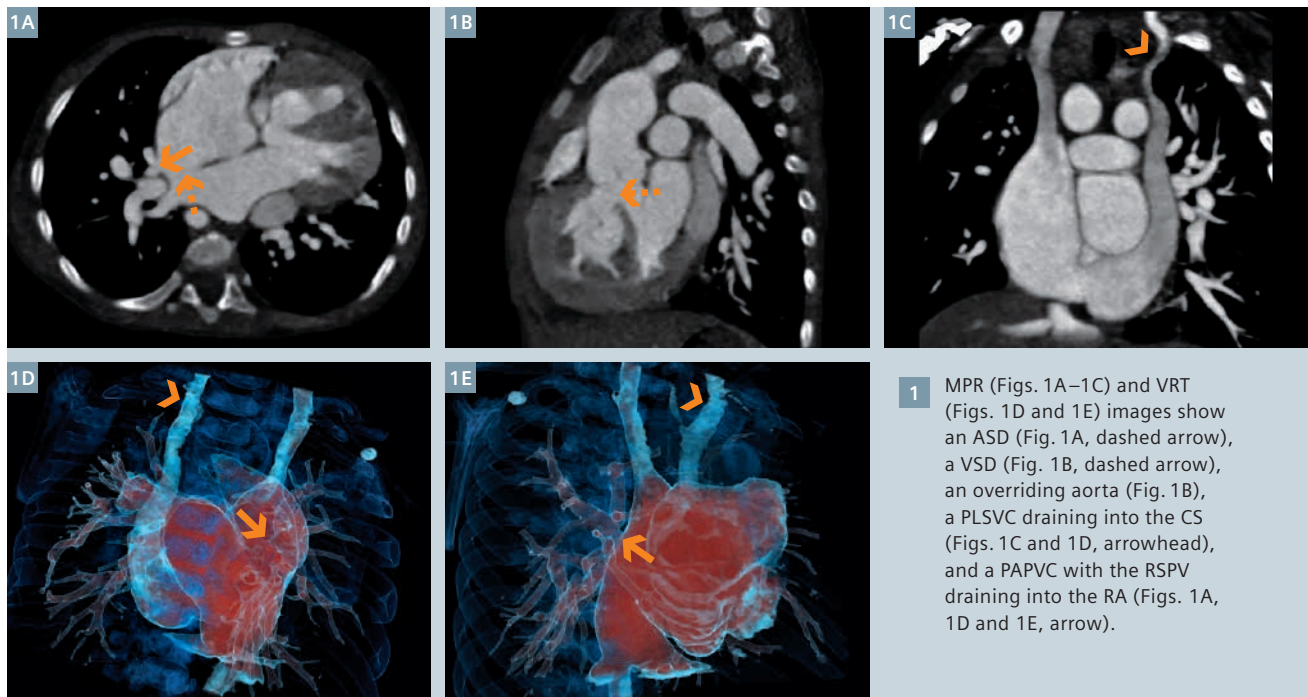 1A
1B
1C
1D
1E
1
MPR (Figs. 1A–1C) and VRT
(Figs. 1D and 1E) images show
an ASD (Fig. 1A, dashed arrow),
a VSD (Fig. 1B, dashed arrow),
an overriding aorta (Fig. 1B),
a PLSVC draining into the CS
(Figs. 1C and 1D, arrowhead),
and a PAPVC with the RSPV
draining into the RA (Figs. 1A,
1D and 1E, arrow).